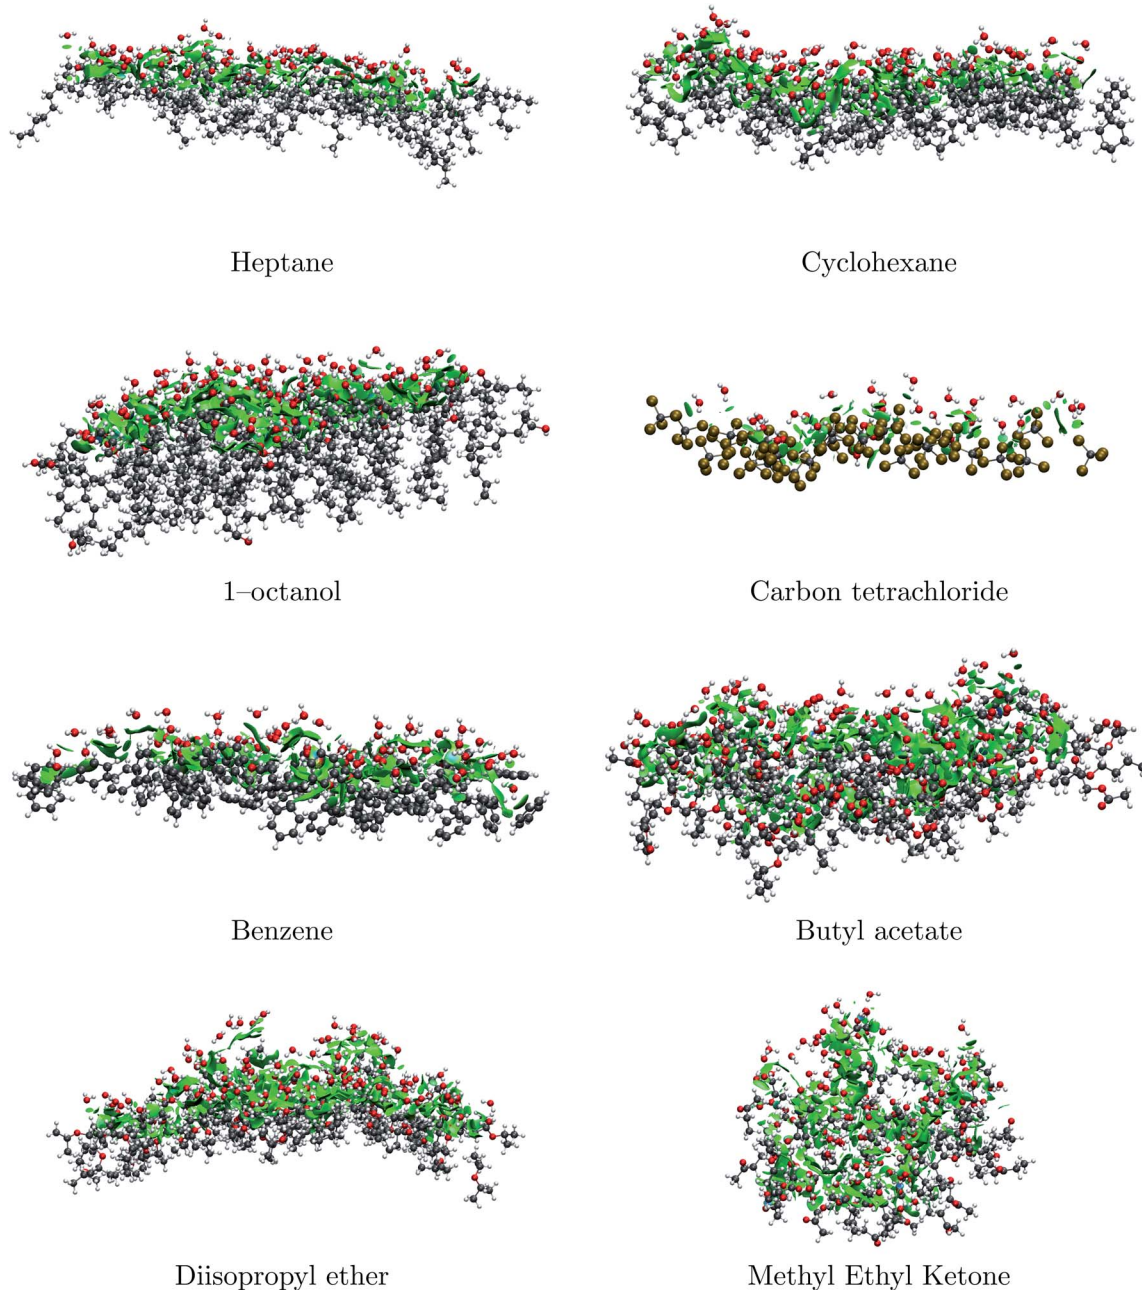 Heptane
Cyclohexane
1–octanol
Carbon tetrachloride
Benzene
Butyl acetate
Diisopropyl ether
Methyl Ethyl Ketone